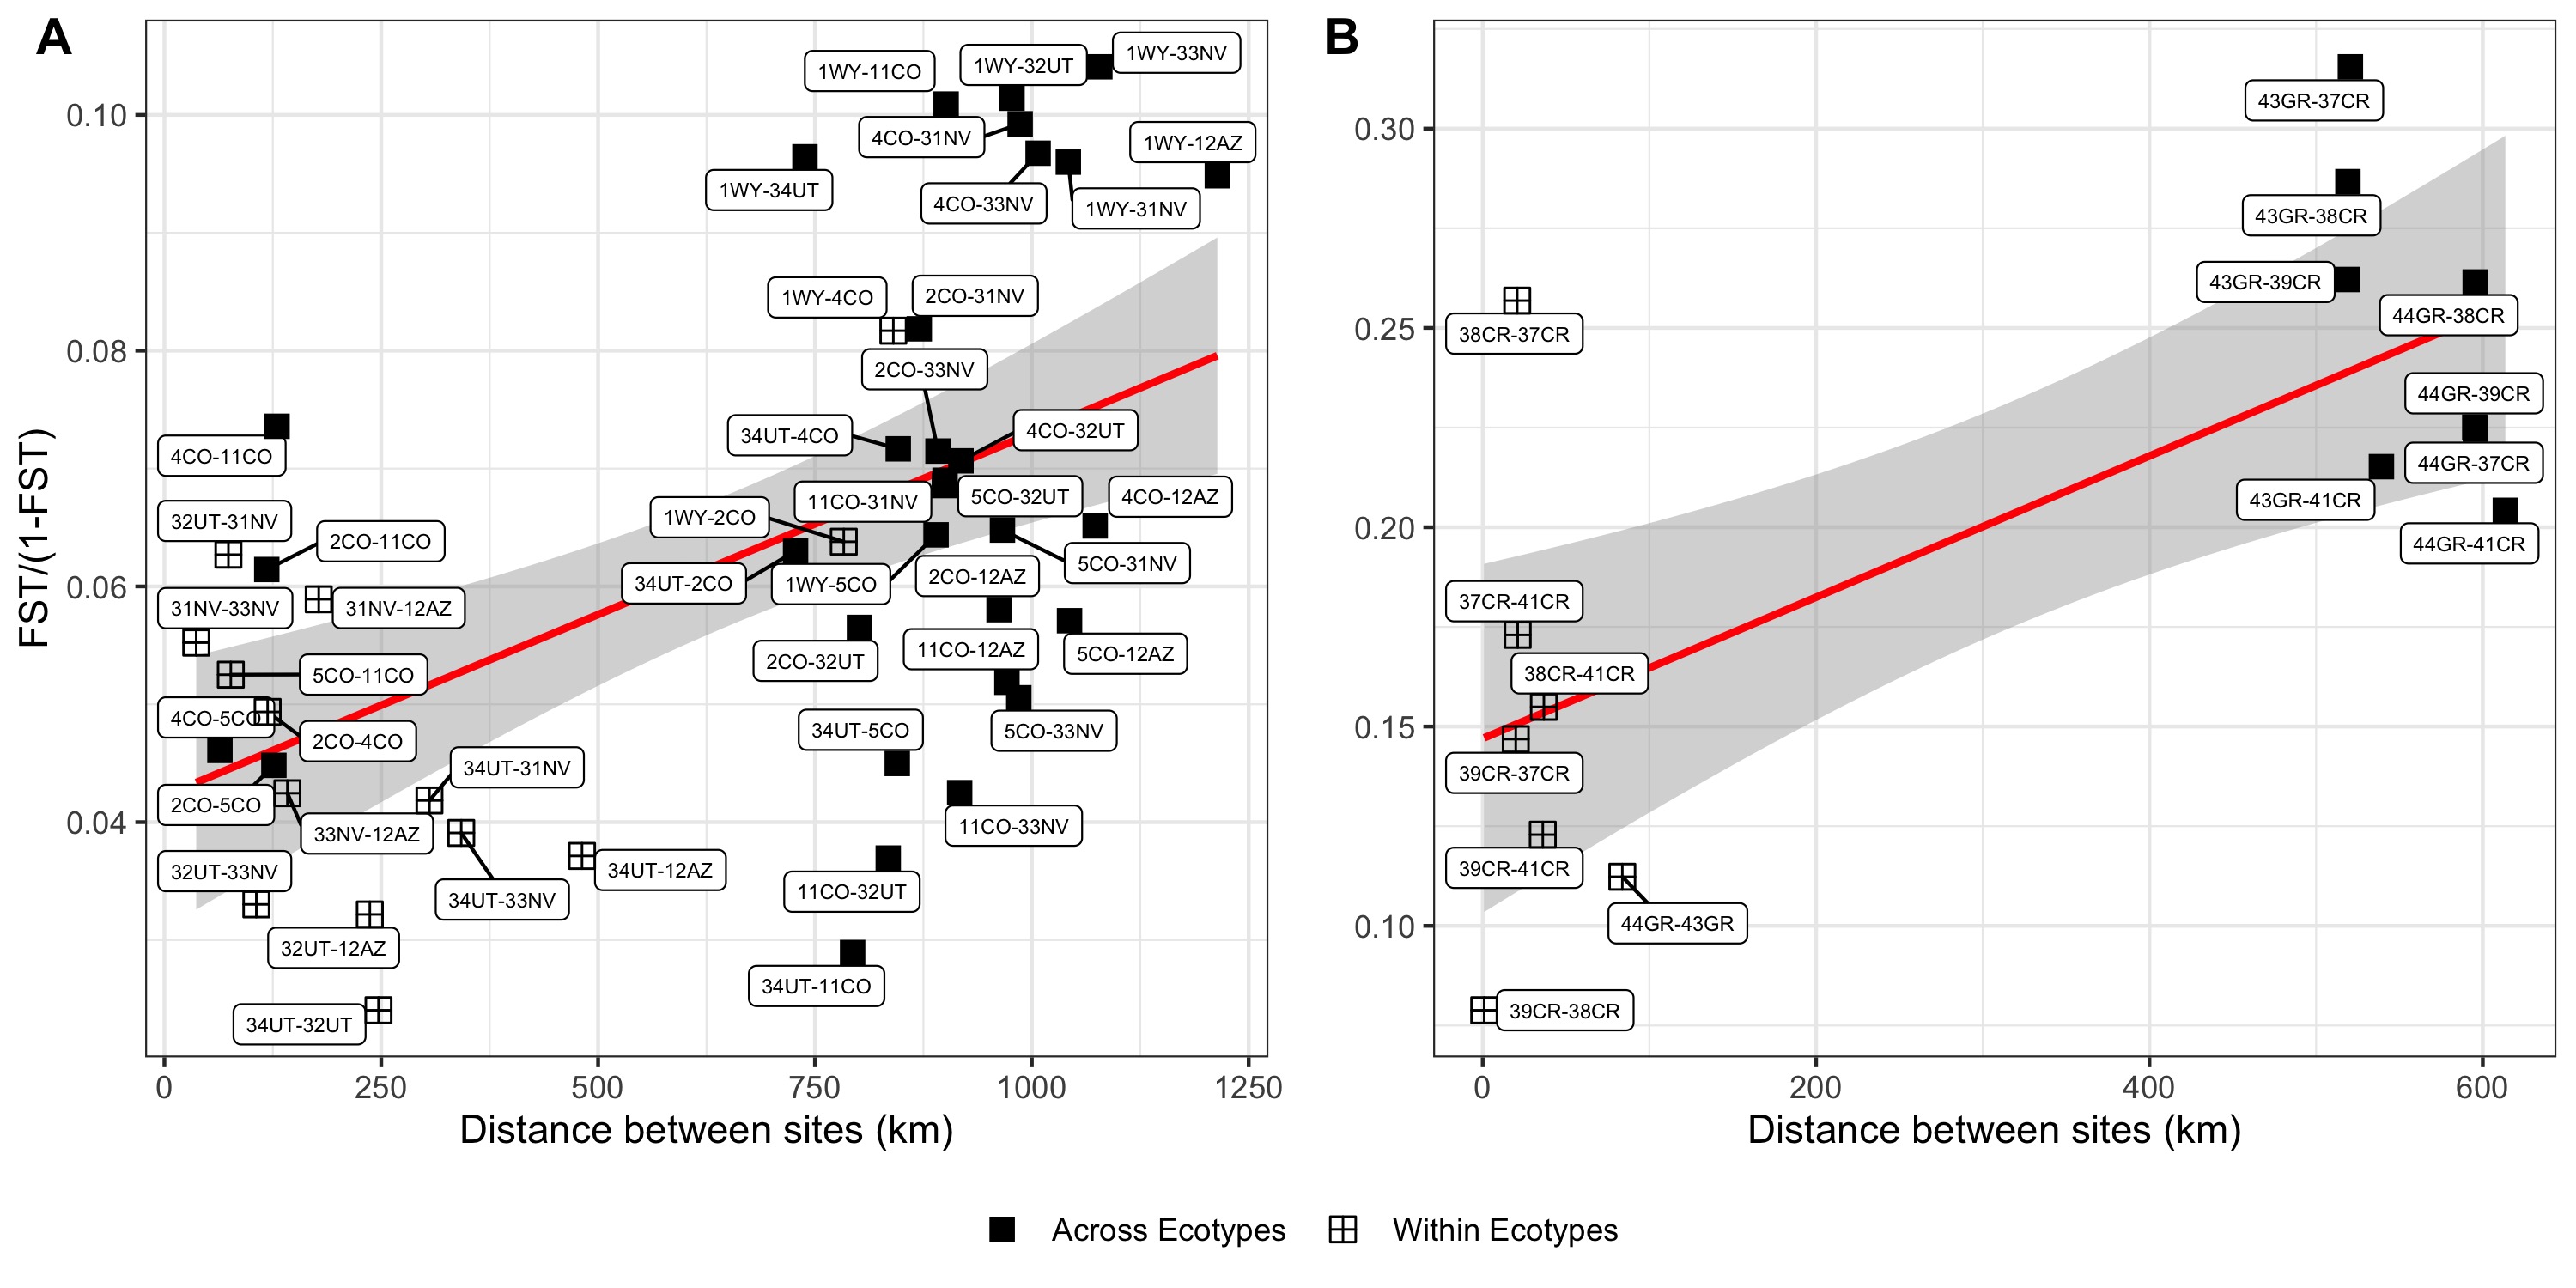 A
B
FST/(1-FST)
0.10
0.08
0.06
0.04
1WY-33NV
1WY-32UT
1WY-11CO
4CO-31NV
1WY-12AZ
1WY-34UT
4CO-33NV
1WY-31NV
1WY-4CO
2CO-31NV
2CO-33NV
34UT-4CO
4CO-32UT
4CO-11CO
11CO-31NV
5CO-32UT
4CO-12AZ
1WY-2CO
32UT-31NV
2CO-11CO
5CO-31NV
34UT-2CO
1WY-5CO
2CO-12AZ
31NV-33NV
31NV-12AZ
11CO-12AZ
5CO-12AZ
2CO-32UT
5CO-11CO
4CO-5CO
2CO-4CO
34UT-5CO
5CO-33NV
34UT-31NV
2CO-5CO
33NV-12AZ
11CO-33NV
32UT-33NV
34UT-12AZ
34UT-33NV
11CO-32UT
32UT-12AZ
34UT-11CO
34UT-32UT
0
250
500
750
1000
1250
Distance between sites (km)
0.30
0.25
0.20
0.15
0.10
43GR-37CR
43GR-38CR
43GR-39CR
44GR-38CR
38CR-37CR
44GR-39CR
44GR-37CR
43GR-41CR
44GR-41CR
37CR-41CR
38CR-41CR
39CR-37CR
39CR-41CR
44GR-43GR
39CR-38CR
0
200
400
600
Distance between sites (km)
Across Ecotypes
Within Ecotypes